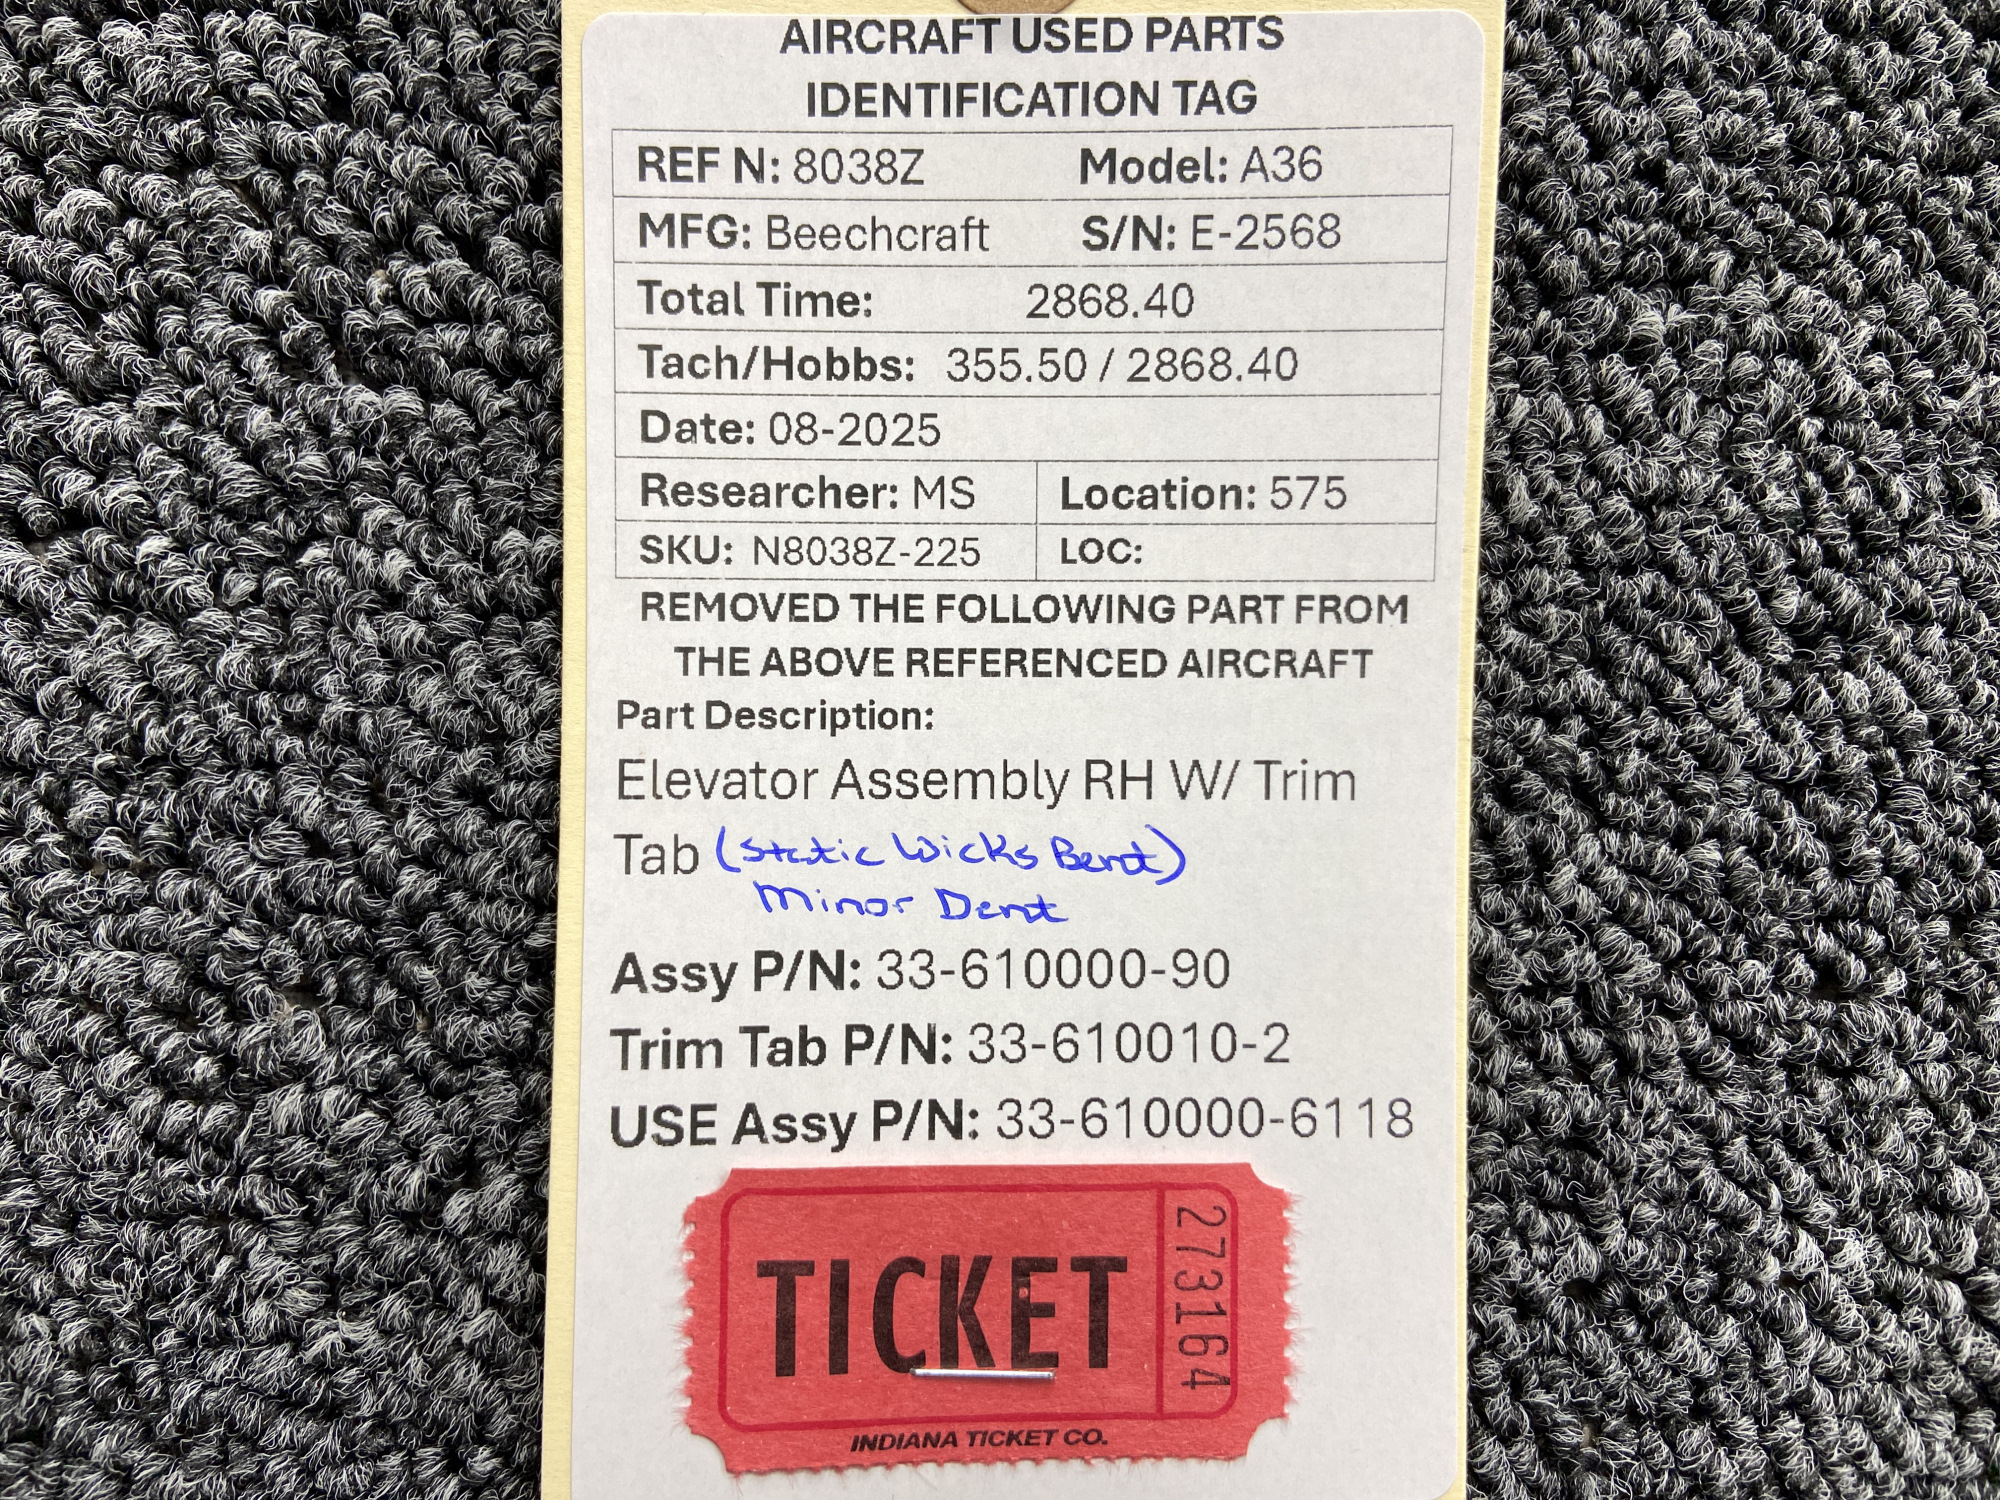 AIRCRAFT USED PARTS
IDENTIFICATION TAG
REF N: 8038Z Model: A36
MFG: Beechcraft S/N: E-2568
Total Time: 2868.40
Tach/Hobbs: 355.50 / 2868.40
Date: 08-2025
Researcher: MS Location: 575
SKU: N8038Z-225 LOC:
REMOVED THE FOLLOWING PART FROM
THE ABOVE REFERENCED AIRCRAFT
Part Description:
Elevator Assembly RH W/ Trim
Tab (Static Wicks Bent)
Minor Dent
Assy P/N: 33-610000-90
Trim Tab P/N: 33-610010-2
USE Assy P/N: 33-610000-6118
TICKET
273164
INDIANA TICKET CO.